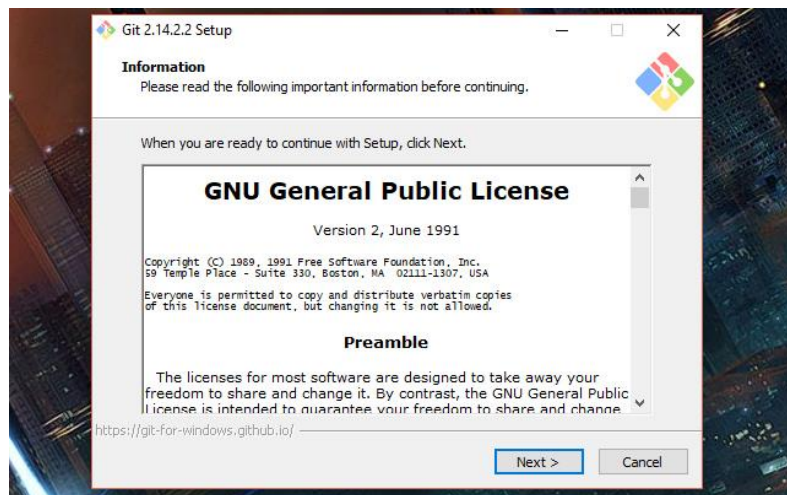 Git 2.14.2.2 Setup
Information
Please read the following important information before continuing.
When you are ready to continue with Setup, click Next.
GNU General Public License
Version 2, June 1991
Copyright (C) 1989, 1991 Free Software Foundation, Inc.
59 Temple Place - Suite 330, Boston, MA  02111-1307, USA
Everyone is permitted to copy and distribute verbatim copies
of this license document, but changing it is not allowed.
Preamble
The licenses for most software are designed to take away your
freedom to share and change it. By contrast, the GNU General Public
License is intended to guarantee your freedom to share and change
https://git-for-windows.github.io/
Next >
Cancel